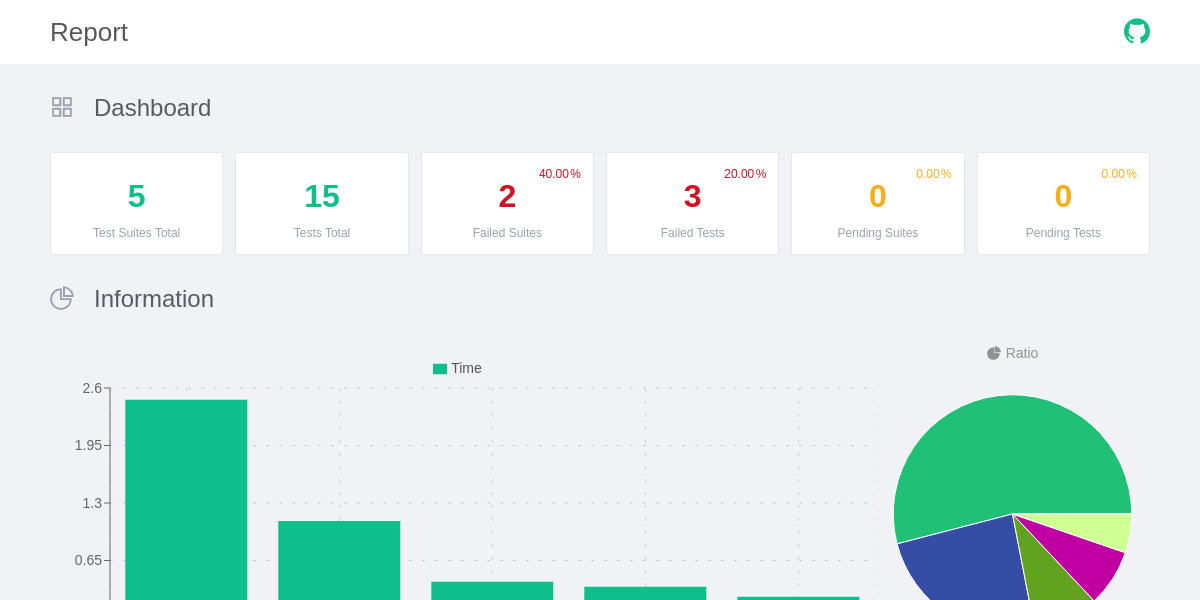 Report
Dashboard
40.00%
20.00%
0.00%
0.00%
5
15
2
3
0
0
Test Suites Total
Tests Total
Failed Suites
Failed Tests
Pending Suites
Pending Tests
Information
Ratio
Time
2.6
1.95
1.3
0.65